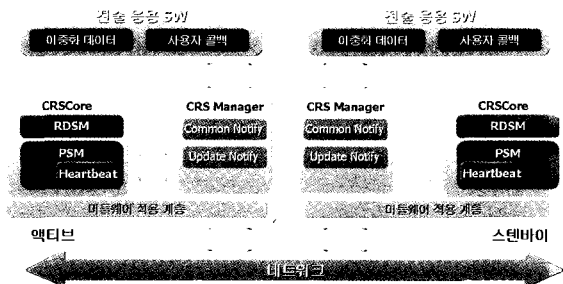 전술 응용 SW
이중화 데이터 사용자 콜백
CRSCore
RDSM
PSM
Heartbeat
CRS Manager
Common Notify
Update Notify
미들웨어 적용 계층
액티브
전술 응용 SW
이중화 데이터 사용자 콜백
CRS Manager
Common Notify
Update Notify
CRSCore
RDSM
PSM
Heartbeat
미들웨어 적용 계층
스텐바이
네트워크